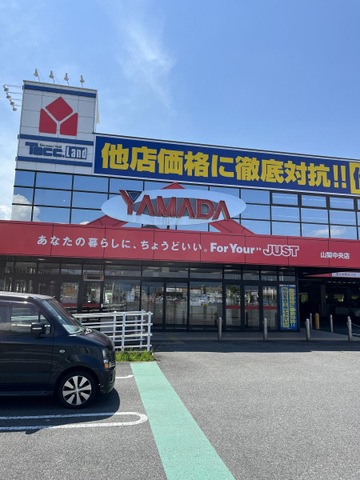 Tecc.Land
他店価格に徹底対抗!!
YAMADA
あなたの暮らしに、ちょうどいい。For Your JUST
山梨中央店